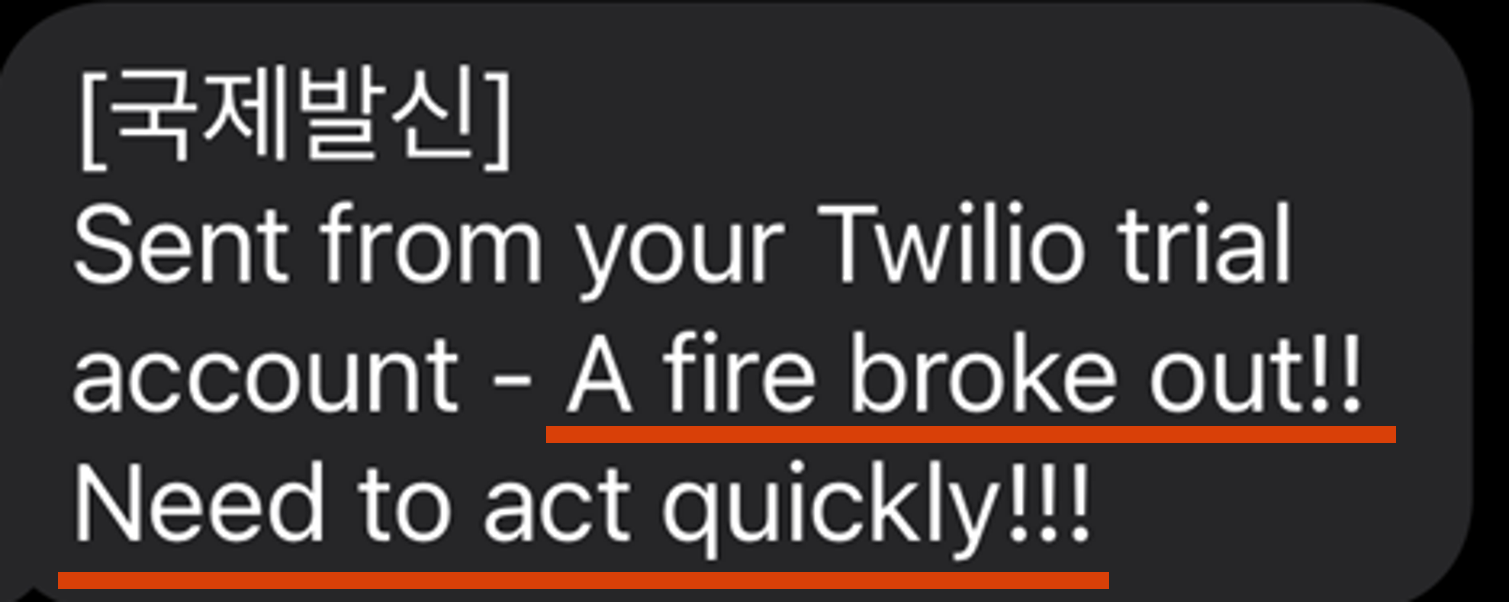 [국제발신]
Sent from your Twilio trial
account - A fire broke out!!
Need to act quickly!!!